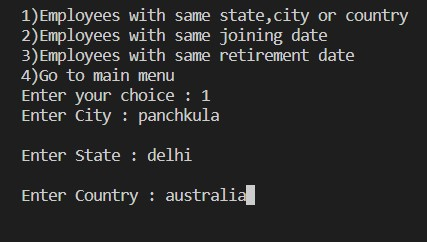 1)Employees with same state,city or country
2)Employees with same joining date
3)Employees with same retirement date
4)Go to main menu
Enter your choice : 1
Enter City : panchkula
Enter State : delhi
Enter Country : australia